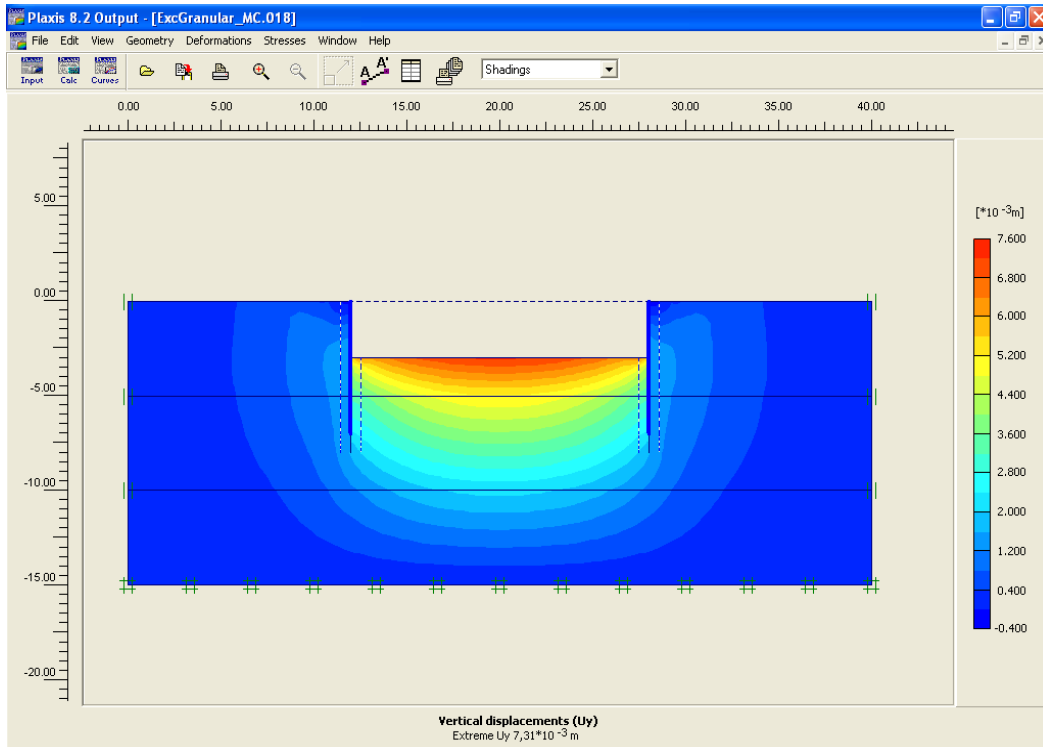 Plaxis 8.2 Output - [ExcGranular_MC.018]
File Edit View Geometry Deformations Stresses Window Help
Input Calc Curves A A' Shadings
0.00 5.00 10.00 15.00 20.00 25.00 30.00 35.00 40.00
5.00
0.00
-5.00
-10.00
-15.00
-20.00
[*10 -3m]
7.600
6.800
6.000
5.200
4.400
3.600
2.800
2.000
1.200
0.400
-0.400
Vertical displacements (Uy)
Extreme Uy 7,31*10 -3 m